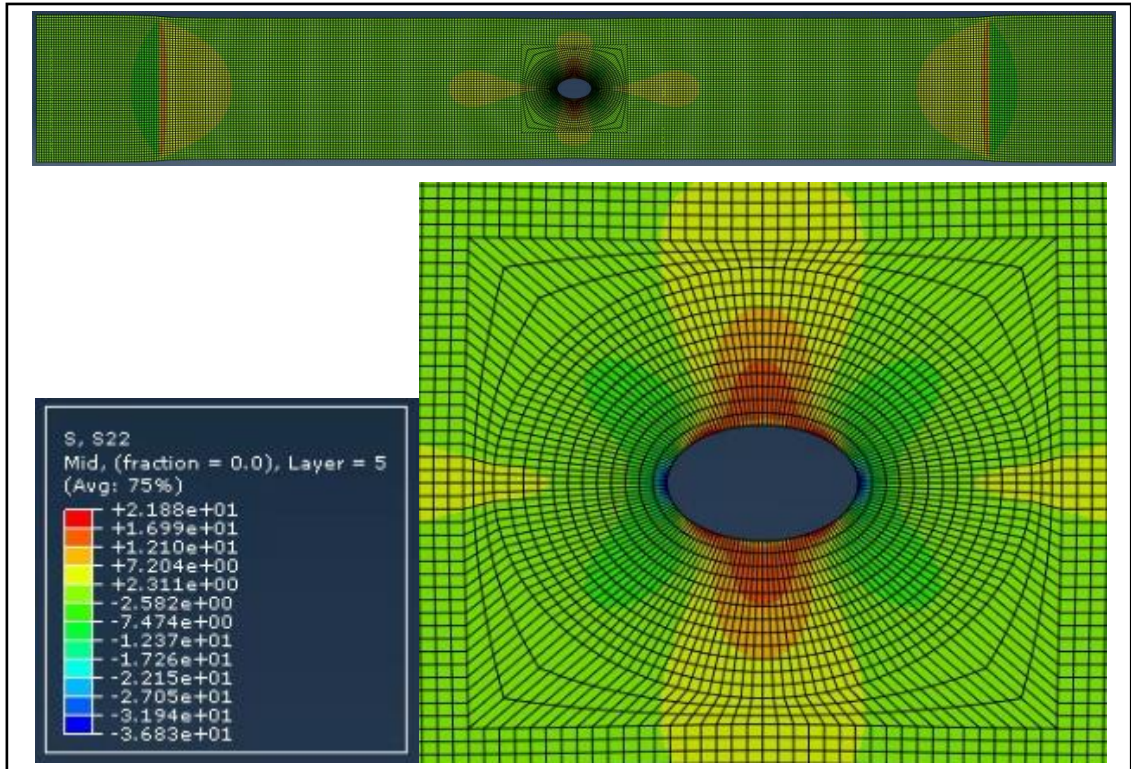 S, S22
Mid, (fraction = 0.0), Layer = 5
(Avg: 75%)
+2.188e+01
+1.699e+01
+1.210e+01
+7.204e+00
+2.311e+00
-2.582e+00
-7.474e+00
-1.237e+01
-1.726e+01
-2.215e+01
-2.705e+01
-3.194e+01
-3.683e+01